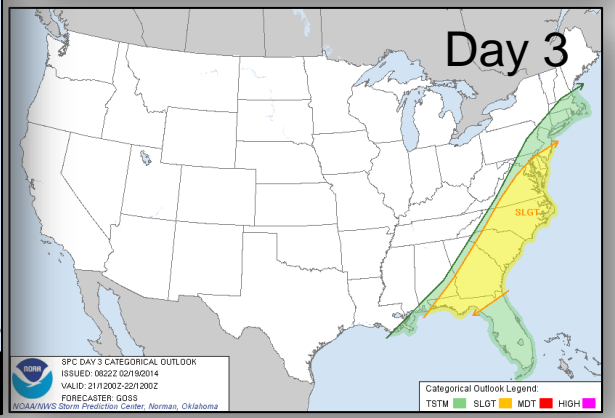 Day 3
SLGT
NOAA
SPC DAY 3 CATEGORICAL OUTLOOK
ISSUED: 0822Z 02/19/2014
VALID: 21/1200Z-22/1200Z
FORECASTER: GOSS
NOAA/NWS Storm Prediction Center, Norman, Oklahoma
Categorical Outlook Legend:
TSTM SLGT MDT HIGH